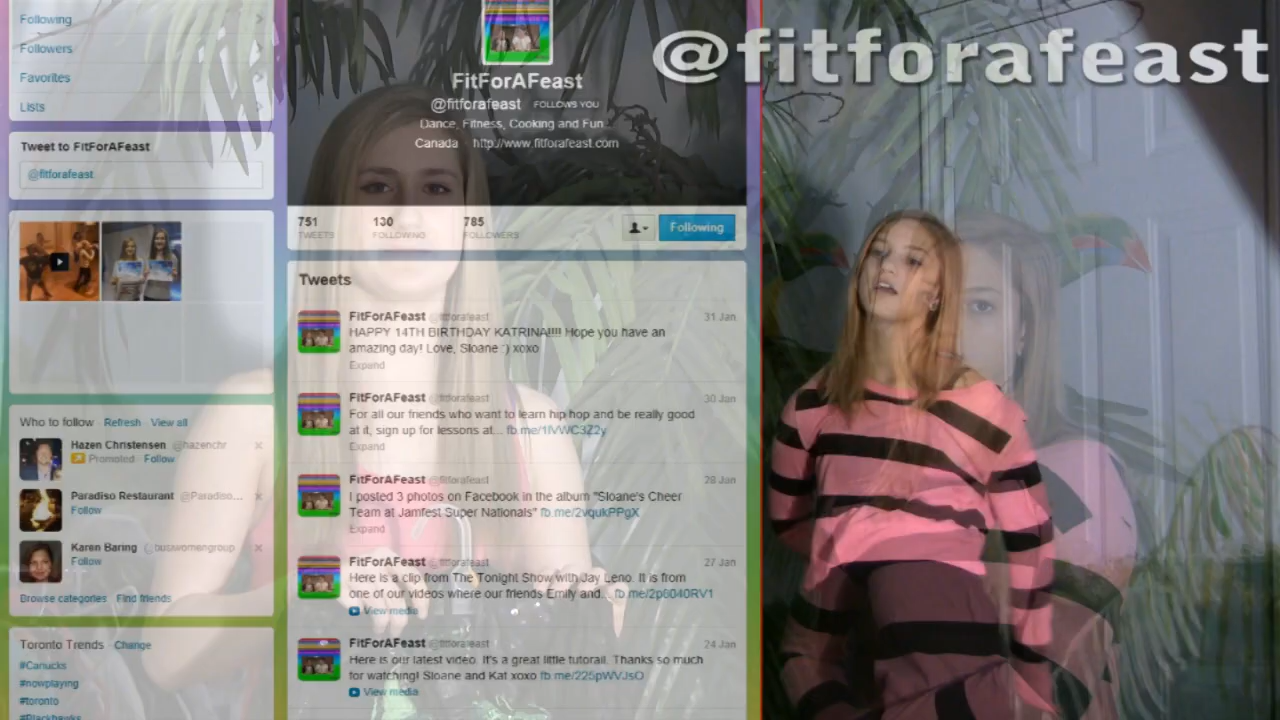 @fitforafeast
Following
Followers
Favorites
Lists
Tweet to FitForAFeast
@fitforafeast
Who to follow Refresh View all
Hazen Christensen @hazenchr
Promoted Follow
Paradiso Restaurant @Paradiso...
Follow
Karen Baring
Follow
Browse categories Find friends
Toronto Trends Change
#Canucks
#nowplaying
#toronto
#Blackhawks
FitForAFeast
@fitforafeast FOLLOWS YOU
Dance, Fitness, Cooking and Fun
Canada http://www.fitforafeast.com
751 130 785
TWEETS FOLLOWING FOLLOWERS
Following
Tweets
FitForAFeast @fitforafeast 31 Jan
HAPPY 14TH BIRTHDAY KATRINA!!!! Hope you have an
amazing day! Love, Sloane :) xoxo
Expand
FitForAFeast @fitforafeast 30 Jan
For all our friends who want to learn hip hop and be really good
at it, sign up for lessons at...
Expand
FitForAFeast @fitforafeast 28 Jan
I posted 3 photos on Facebook in the album "Sloane's Cheer
Team at Jamfest Super Nationals" fb.me/2vqukPPgX
Expand
FitForAFeast @fitforafeast 27 Jan
Here is a clip from The Tonight Show with Jay Leno. It is from
one of our videos where our friends Emily and... fb.me/2p6040RV1
View media
FitForAFeast @fitforafeast 24 Jan
Here is our latest video. It's a great little tutorail. Thanks so much
for watching! Sloane and Kat xoxo fb.me/225pWVJsO
View media